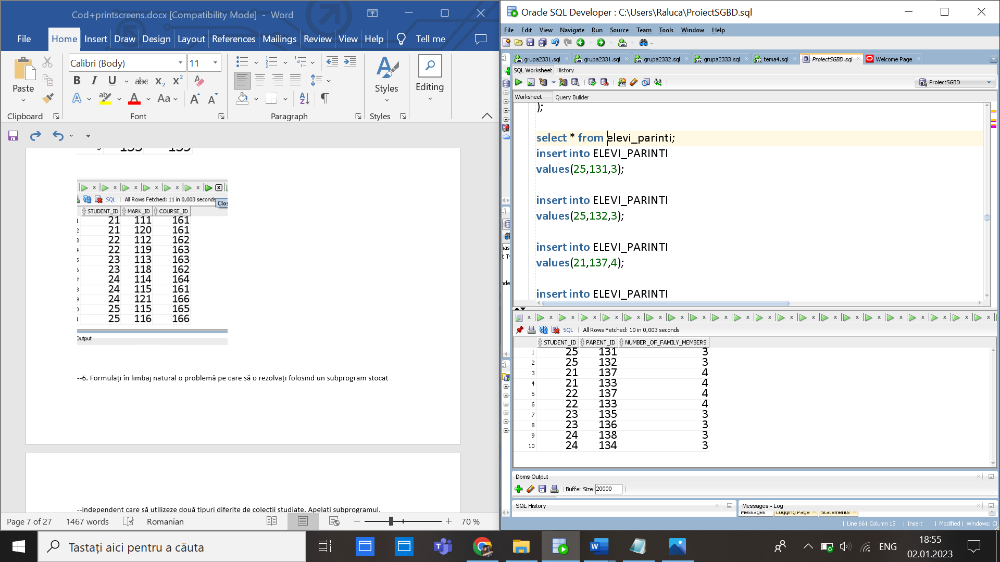 Cod+printscreens.docx [Compatibility Mode] - Word
File Home Insert Draw Design Layout References Mailings Review View Help Tell me
Calibri (Body) 11
Paste
Styles
Editing
Clipboard Font Paragraph Styles
SQL | All Rows Fetched: 11 in 0,003 seconds
Clos
STUDENT_ID MARK_ID COURSE_ID
21 111 161
21 120 161
22 112 162
22 119 163
23 113 163
23 118 162
24 114 164
24 115 161
24 121 166
25 115 165
25 116 166
Output
--6. Formulați în limbaj natural o problemă pe care să o rezolvați folosind un subprogram stocat
--independent care să utilizeze două tipuri diferite de colecții studiate. Apelați subprogramul.
Page 7 of 27 1467 words Romanian 70 %
Oracle SQL Developer : C:\Users\Raluca\ProiectSGBD.sql
File Edit View Navigate Run Source Team Tools Window Help
grupa2331.sql grupa2331.sql grupa2332.sql grupa2333.sql tema4.sql ProiectSGBD.sql Welcome Page
SQL Worksheet History
ProiectSGBD
Worksheet Query Builder
);
select * from elevi_parinti;
insert into ELEVI_PARINTI
values(25,131,3);
insert into ELEVI_PARINTI
values(25,132,3);
insert into ELEVI_PARINTI
values(21,137,4);
insert into ELEVI_PARINTI
SQL | All Rows Fetched: 10 in 0,003 seconds
STUDENT_ID PARENT_ID NUMBER_OF_FAMILY_MEMBERS
1 25 131 3
2 25 132 3
3 21 137 4
4 21 133 4
5 22 137 4
6 22 133 4
7 23 135 3
8 23 136 3
9 24 138 3
10 24 134 3
Dbms Output
Buffer Size: 20000
SQL History
Messages - Log
Messages Logging Page Statements
Line 661 Column 15 | Insert | Modified | Windows: Cl
Tastați aici pentru a căuta
ENG
18:55
02.01.2023